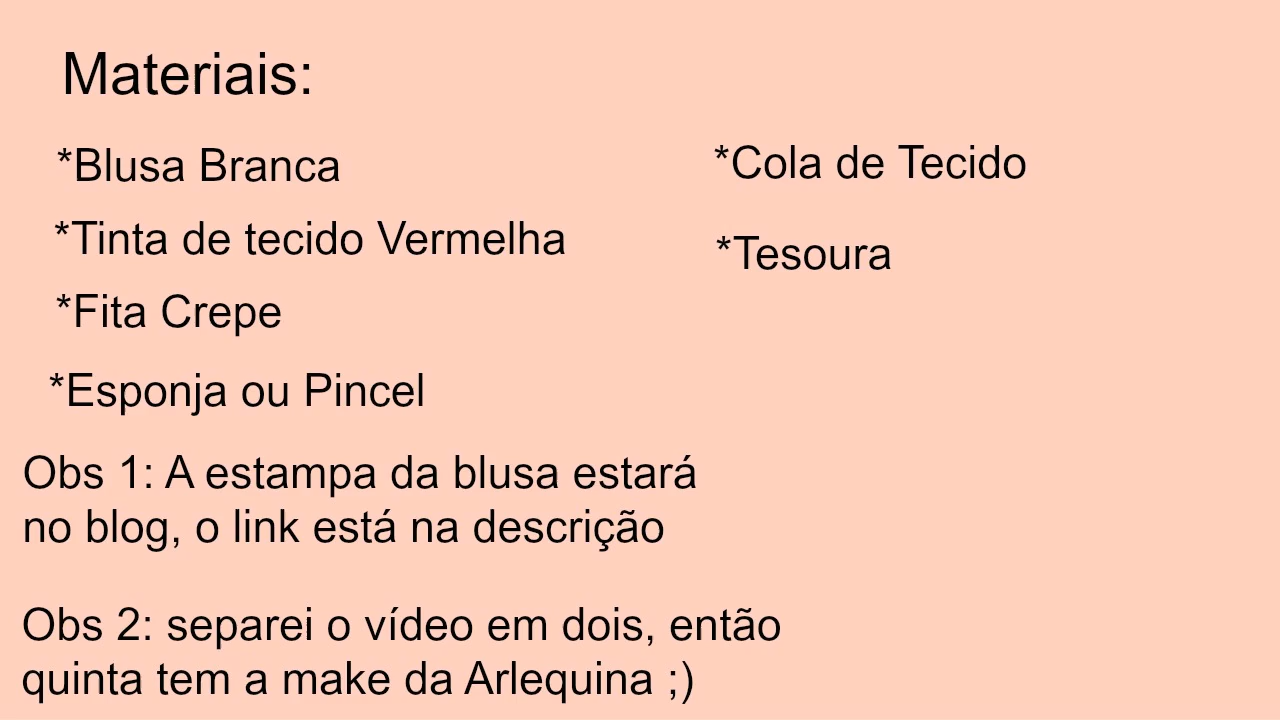 Materiais:
*Blusa Branca
*Tinta de tecido Vermelha
*Fita Crepe
*Esponja ou Pincel
*Cola de Tecido
*Tesoura
Obs 1: A estampa da blusa estará
no blog, o link está na descrição
Obs 2: separei o vídeo em dois, então
quinta tem a make da Arlequina ;)